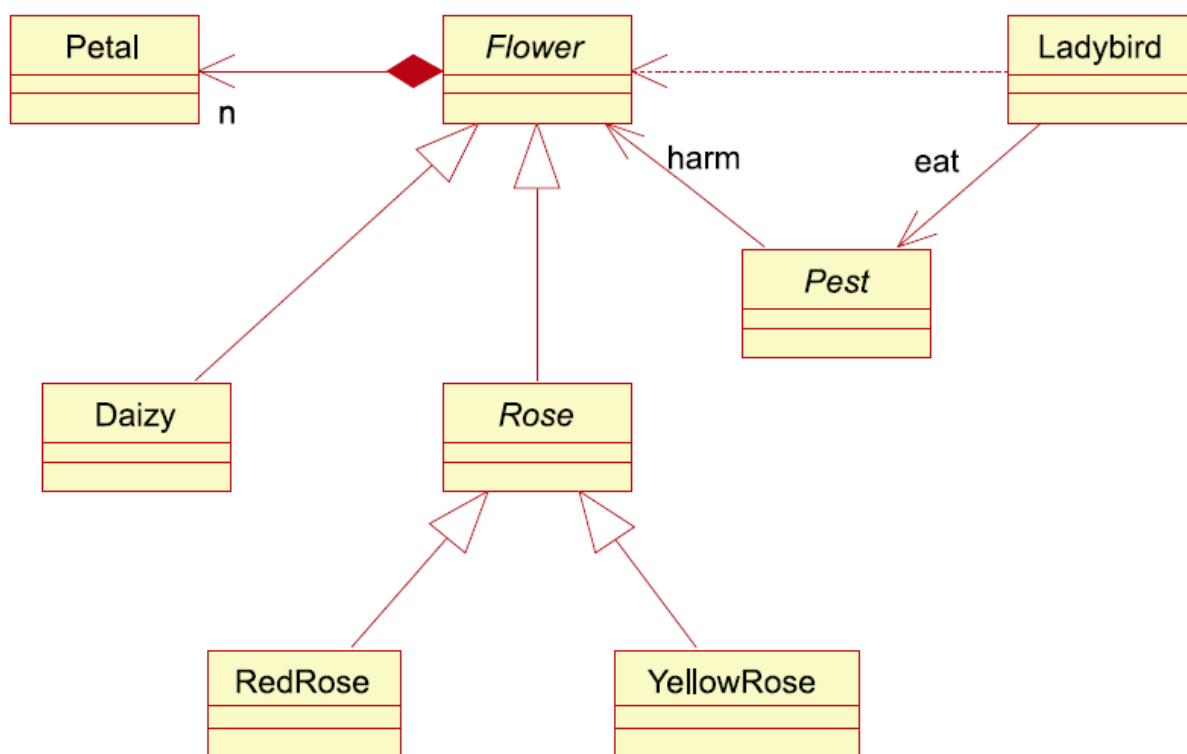 Petal
Flower
Ladybird
n
harm
eat
Pest
Daizy
Rose
RedRose
YellowRose